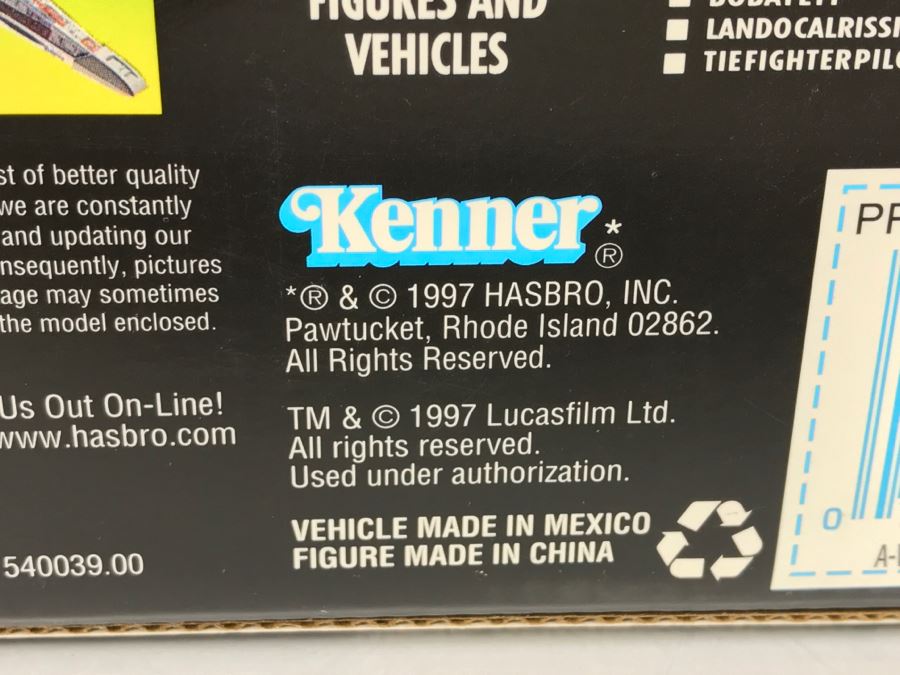 FIGURES AND
VEHICLES
LANDOCALRISSI
TIEFIGHTERPIL
st of better quality
we are constantly
and updating our
nsequently, pictures
age may sometimes
the model enclosed.
Us Out On-Line!
www.hasbro.com
540039.00
Kenner*®
*® & © 1997 HASBRO, INC.
Pawtucket, Rhode Island 02862.
All Rights Reserved.
TM & © 1997 Lucasfilm Ltd.
All rights reserved.
Used under authorization.
VEHICLE MADE IN MEXICO
FIGURE MADE IN CHINA
0